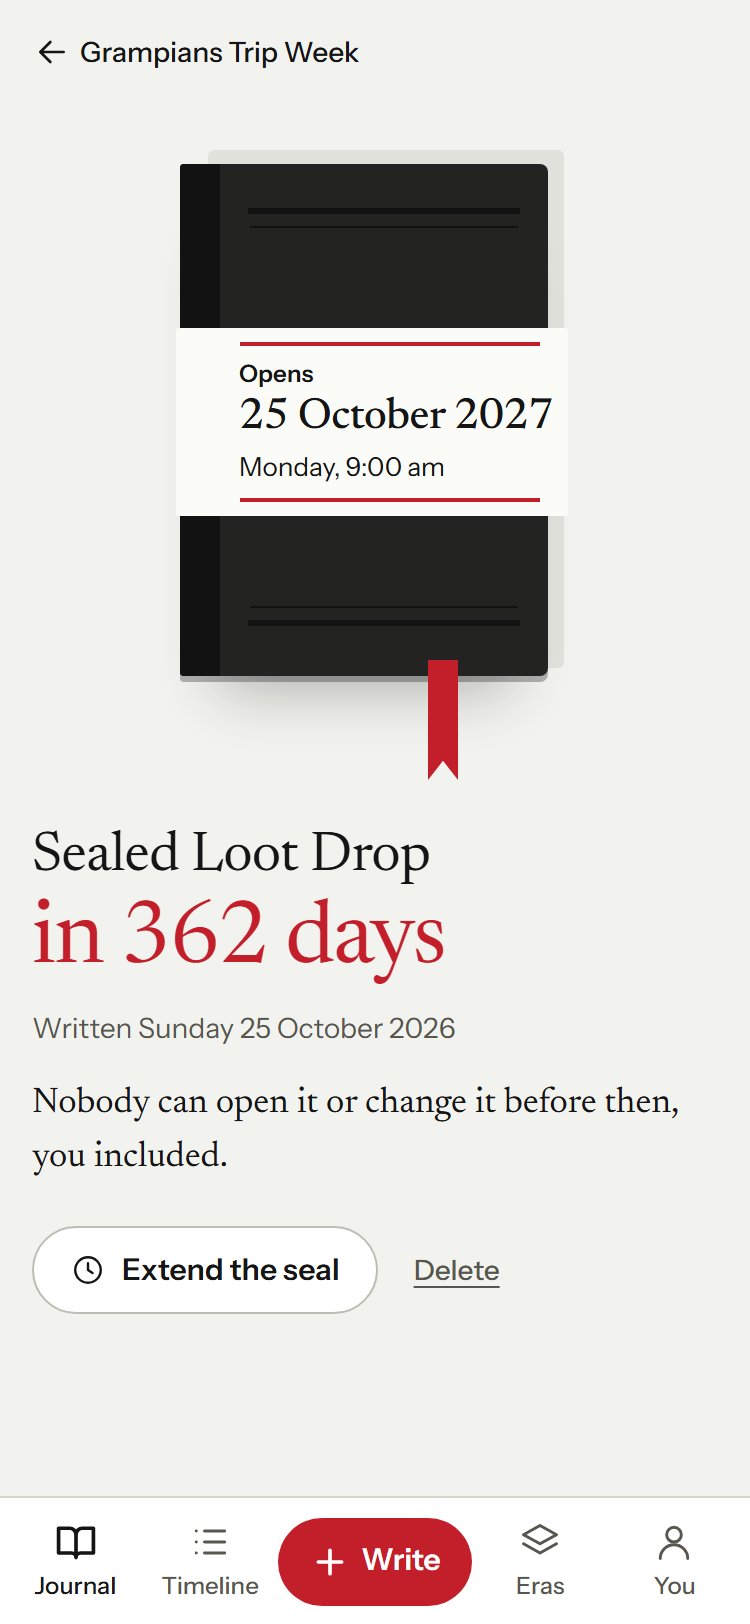 Grampians Trip Week
Opens
25 October 2027
Monday, 9:00 am
Sealed Loot Drop
in 362 days
Written Sunday 25 October 2026
Nobody can open it or change it before then,
you included.
Extend the seal
Delete
Journal
Timeline
Write
Eras
You